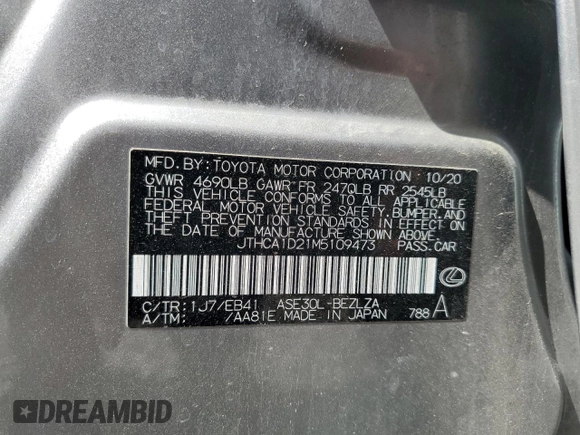 MFD. BY: TOYOTA MOTOR CORPORATION 10/20
GVWR 4690LB GAWR FR 2470LB RR 2545LB
THIS VEHICLE CONFORMS TO ALL APPLICABLE
FEDERAL MOTOR VEHICLE SAFETY, BUMPER, AND
THEFT PREVENTION STANDARDS IN EFFECT ON
THE DATE OF MANUFACTURE SHOWN ABOVE.
JTHCA1D21M5109473 PASS.CAR
C/TR: 1J7/EB41 ASE30L-BEZLZA
A/TM: /AA81E MADE IN JAPAN 788 A
DREAMBID